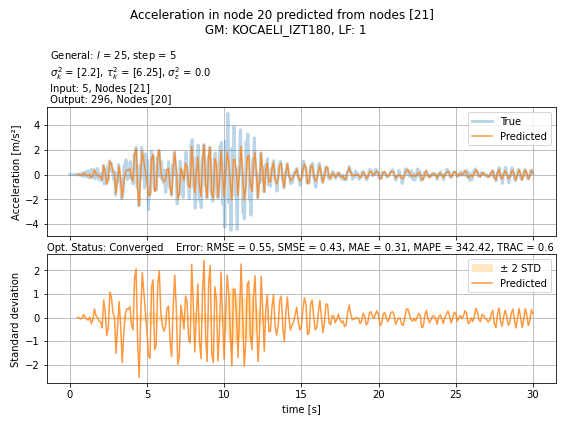 Acceleration in node 20 predicted from nodes [21]
GM: KOCAELI_IZT180, LF: 1
General: l = 25, step = 5
σ²ₖ = [2.2], τ²ₖ = [6.25], σ²ₑ = 0.0
Input: 5, Nodes [21]
Output: 296, Nodes [20]
Acceleration [m/s²]
4
2
0
−2
−4
True
Predicted
Opt. Status: Converged Error: RMSE = 0.55, SMSE = 0.43, MAE = 0.31, MAPE = 342.42, TRAC = 0.6
Standard deviation
2
1
0
−1
−2
± 2 STD
Predicted
0 5 10 15 20 25 30
time [s]